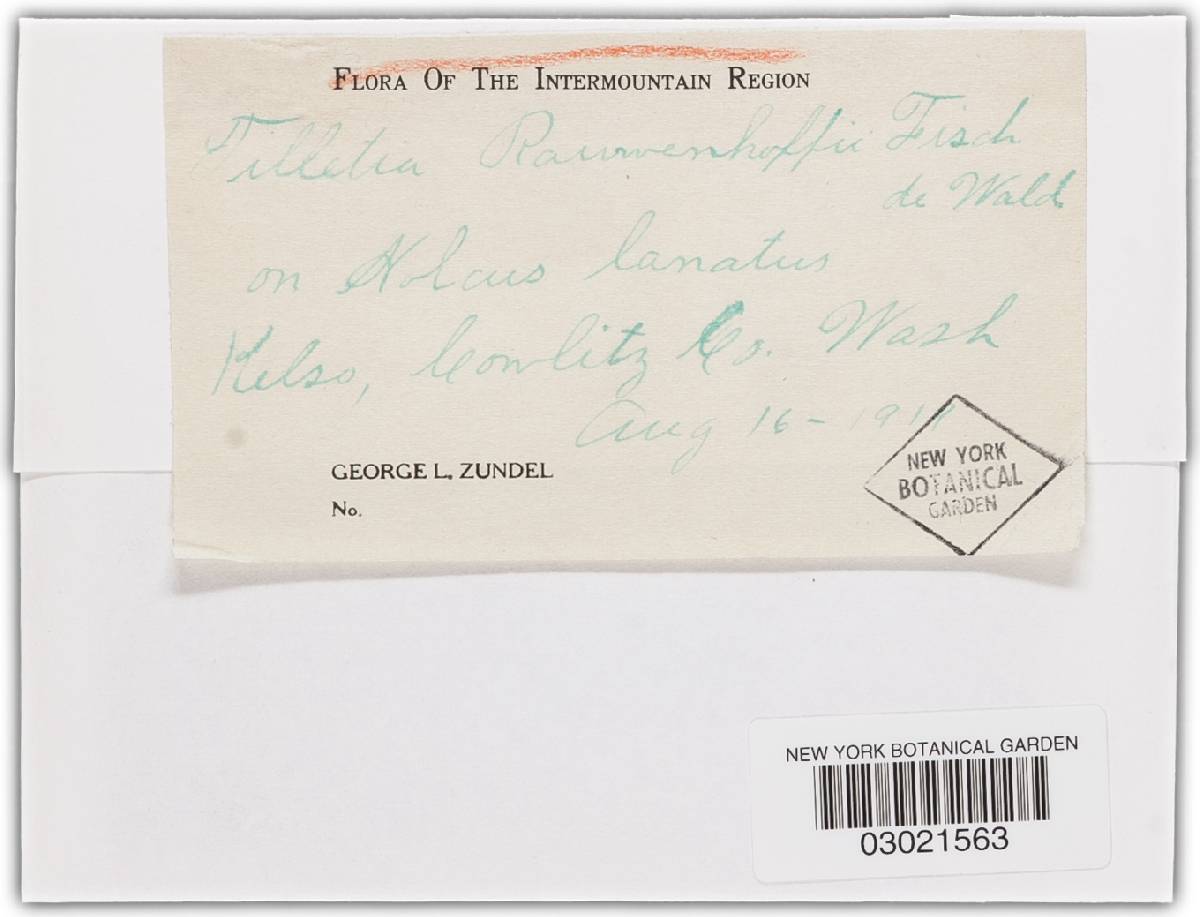 FLORA OF THE INTERMOUNTAIN REGION
Tilletia Rauwenhoffii Fisch
de Wald.
on Holcus lanatus
Kelso, Cowlitz Co. Wash
Aug 16 - 1911
GEORGE L. ZUNDEL
No.
NEW YORK
BOTANICAL
GARDEN
NEW YORK BOTANICAL GARDEN
03021563